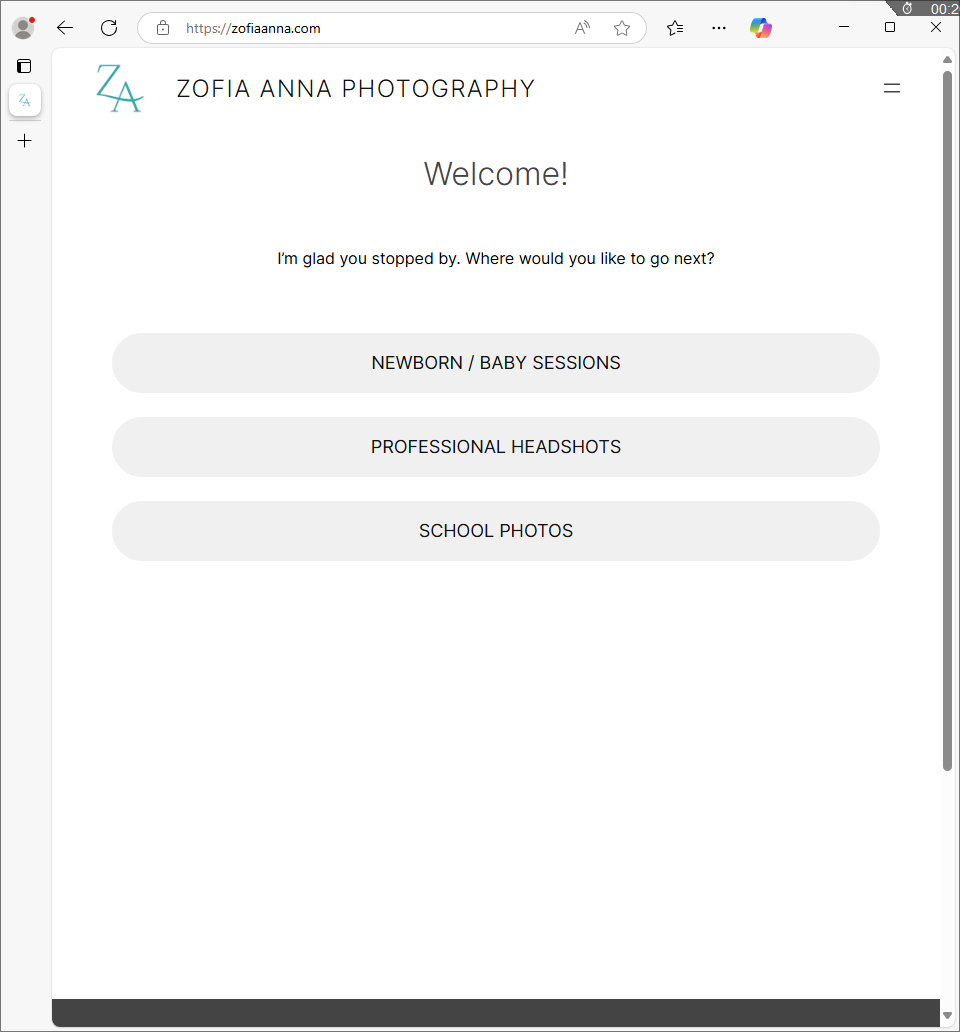 00:2
https://zofiaanna.com
ZA
ZOFIA ANNA PHOTOGRAPHY
ZA
Welcome!
I'm glad you stopped by. Where would you like to go next?
NEWBORN / BABY SESSIONS
PROFESSIONAL HEADSHOTS
SCHOOL PHOTOS